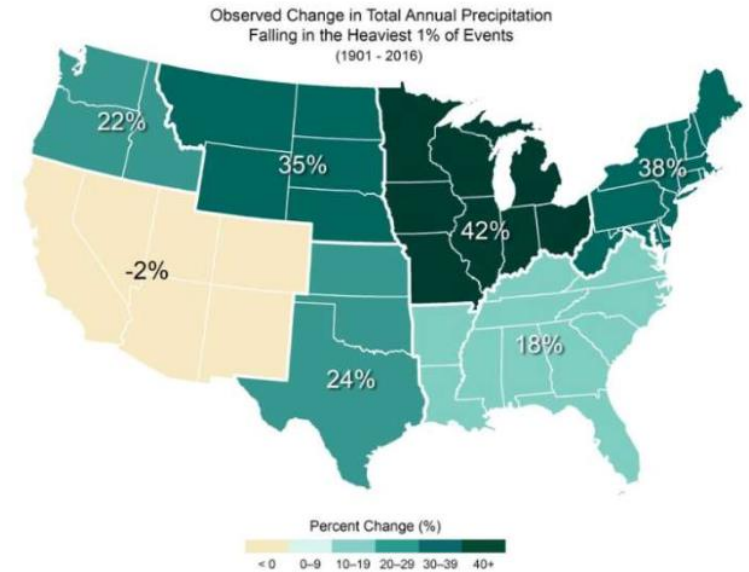 Observed Change in Total Annual Precipitation
Falling in the Heaviest 1% of Events
(1901 - 2016)
22%
35%
38%
42%
-2%
18%
24%
Percent Change (%)
< 0 0–9 10–19 20–29 30–39 40+